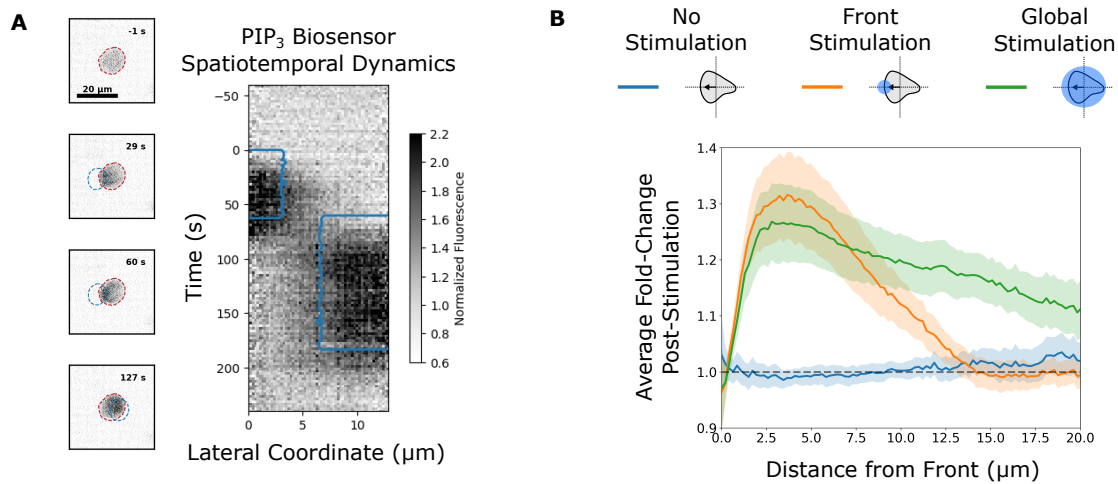 A
-1 s
20 μm
29 s
60 s
127 s
PIP₃ Biosensor
Spatiotemporal Dynamics
−50
0
50
100
150
200
Time (s)
0
5
10
Lateral Coordinate (μm)
2.2
2.0
1.8
1.6
1.4
1.2
1.0
0.8
0.6
Normalized Fluorescence
B
No
Stimulation
Front
Stimulation
Global
Stimulation
1.4
1.3
1.2
1.1
1.0
0.9
Average Fold-Change
Post-Stimulation
0.0
2.5
5.0
7.5
10.0
12.5
15.0
17.5
20.0
Distance from Front (μm)